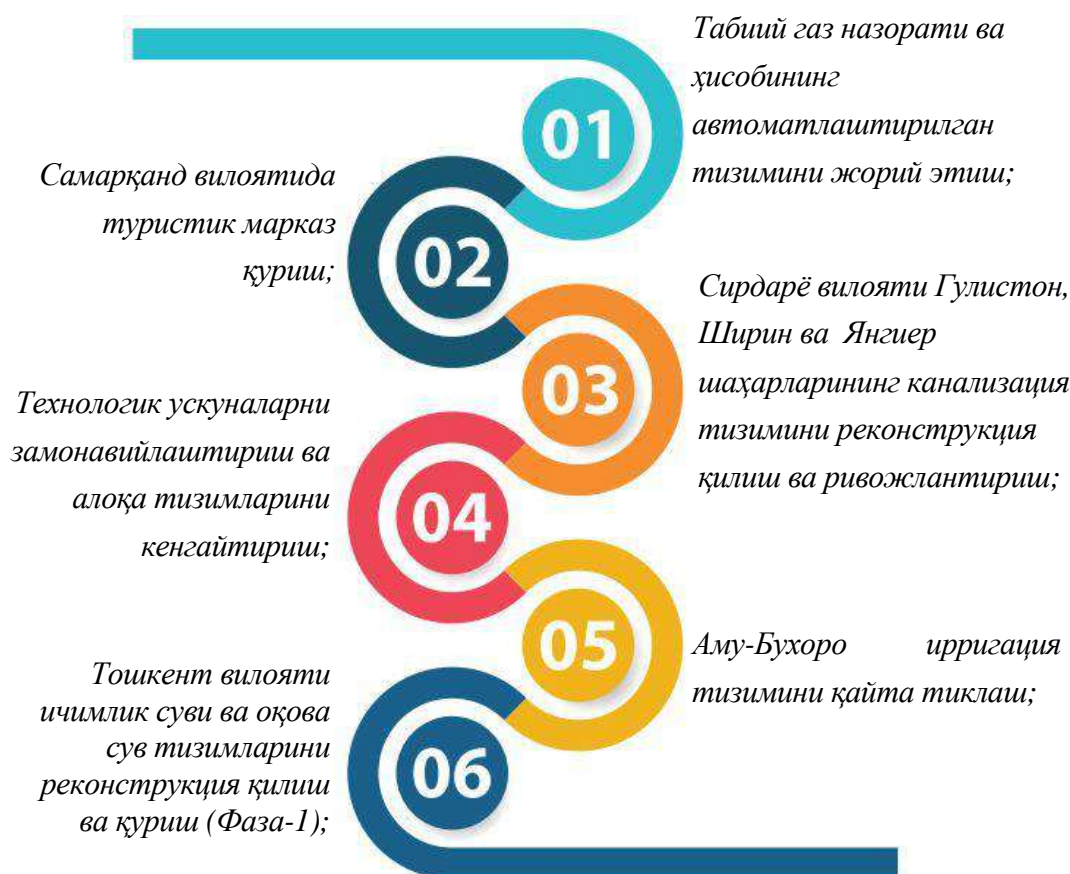 01
Табиий газ назорати ва
ҳисобининг
автоматлаштирилган
тизимини жорий этиш;
02
Самарқанд вилоятида
туристик марказ
қуриш;
03
Сирдарё вилояти Гулистон,
Ширин ва Янгиер
шаҳарларининг канализация
тизимини реконструкция
қилиш ва ривожлантириш;
04
Технологик ускуналарни
замонавийлаштириш ва
алоқа тизимларини
кенгайтириш;
05
Аму-Бухоро ирригация
тизимини қайта тиклаш;
06
Тошкент вилояти
ичимлик суви ва оқова
сув тизимларини
реконструкция қилиш
ва қуриш (Фаза-1);